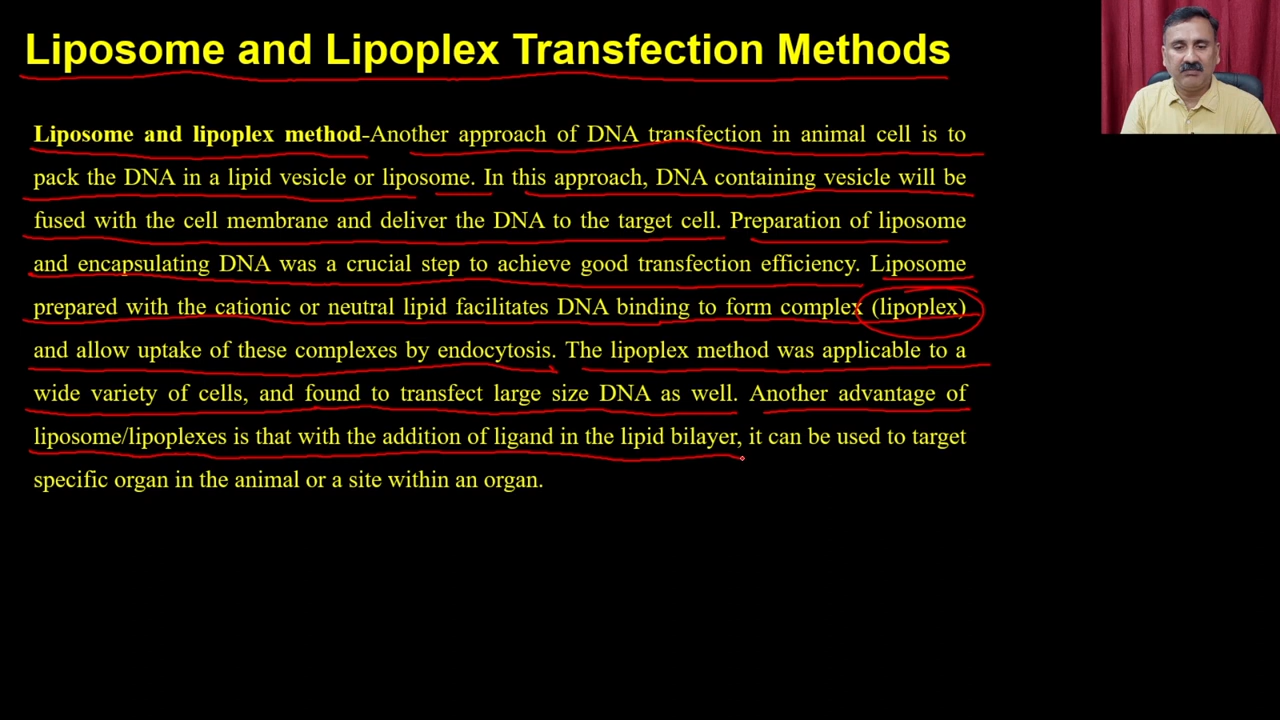 Liposome and Lipoplex Transfection Methods
Liposome and lipoplex method-Another approach of DNA transfection in animal cell is to
pack the DNA in a lipid vesicle or liposome. In this approach, DNA containing vesicle will be
fused with the cell membrane and deliver the DNA to the target cell. Preparation of liposome
and encapsulating DNA was a crucial step to achieve good transfection efficiency. Liposome
prepared with the cationic or neutral lipid facilitates DNA binding to form complex (lipoplex)
and allow uptake of these complexes by endocytosis. The lipoplex method was applicable to a
wide variety of cells, and found to transfect large size DNA as well. Another advantage of
liposome/lipoplexes is that with the addition of ligand in the lipid bilayer, it can be used to target
specific organ in the animal or a site within an organ.